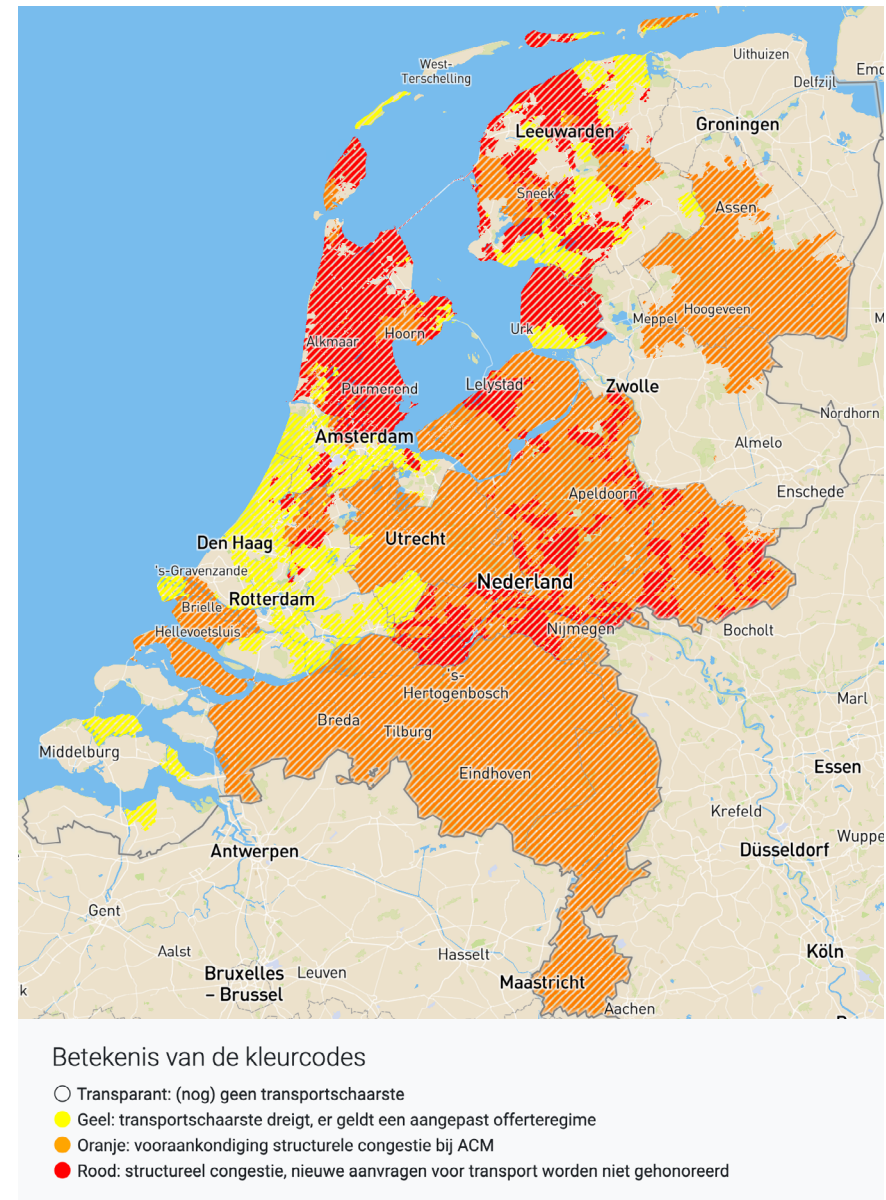 Uithuizen
Emd
West-
Terschelling
Delfzijl
Groningen
Leeuwarden
Sneek
Assen
Hoogeveen
Meppel
M
Urk
Hoorn
Alkmaar
Purmerend
Lelystad
Zwolle
Nordhorn
Amsterdam
Almelo
Apeldoorn
Enschede
Den Haag
Utrecht
's-Gravenzande
Nederland
Rotterdam
Brielle
Hellevoetsluis
Nijmegen
Bocholt
's-
Hertogenbosch
Marl
Breda
Tilburg
Middelburg
Eindhoven
Essen
Krefeld
Wuppe
Antwerpen
Düsseldorf
Gent
Aalst
Hasselt
Köln
Bruxelles
– Brussel
Leuven
Maastricht
k
Aachen
Betekenis van de kleurcodes
Transparant: (nog) geen transportschaarste
Geel: transportschaarste dreigt, er geldt een aangepast offerteregime
Oranje: vooraankondiging structurele congestie bij ACM
Rood: structureel congestie, nieuwe aanvragen voor transport worden niet gehonoreerd